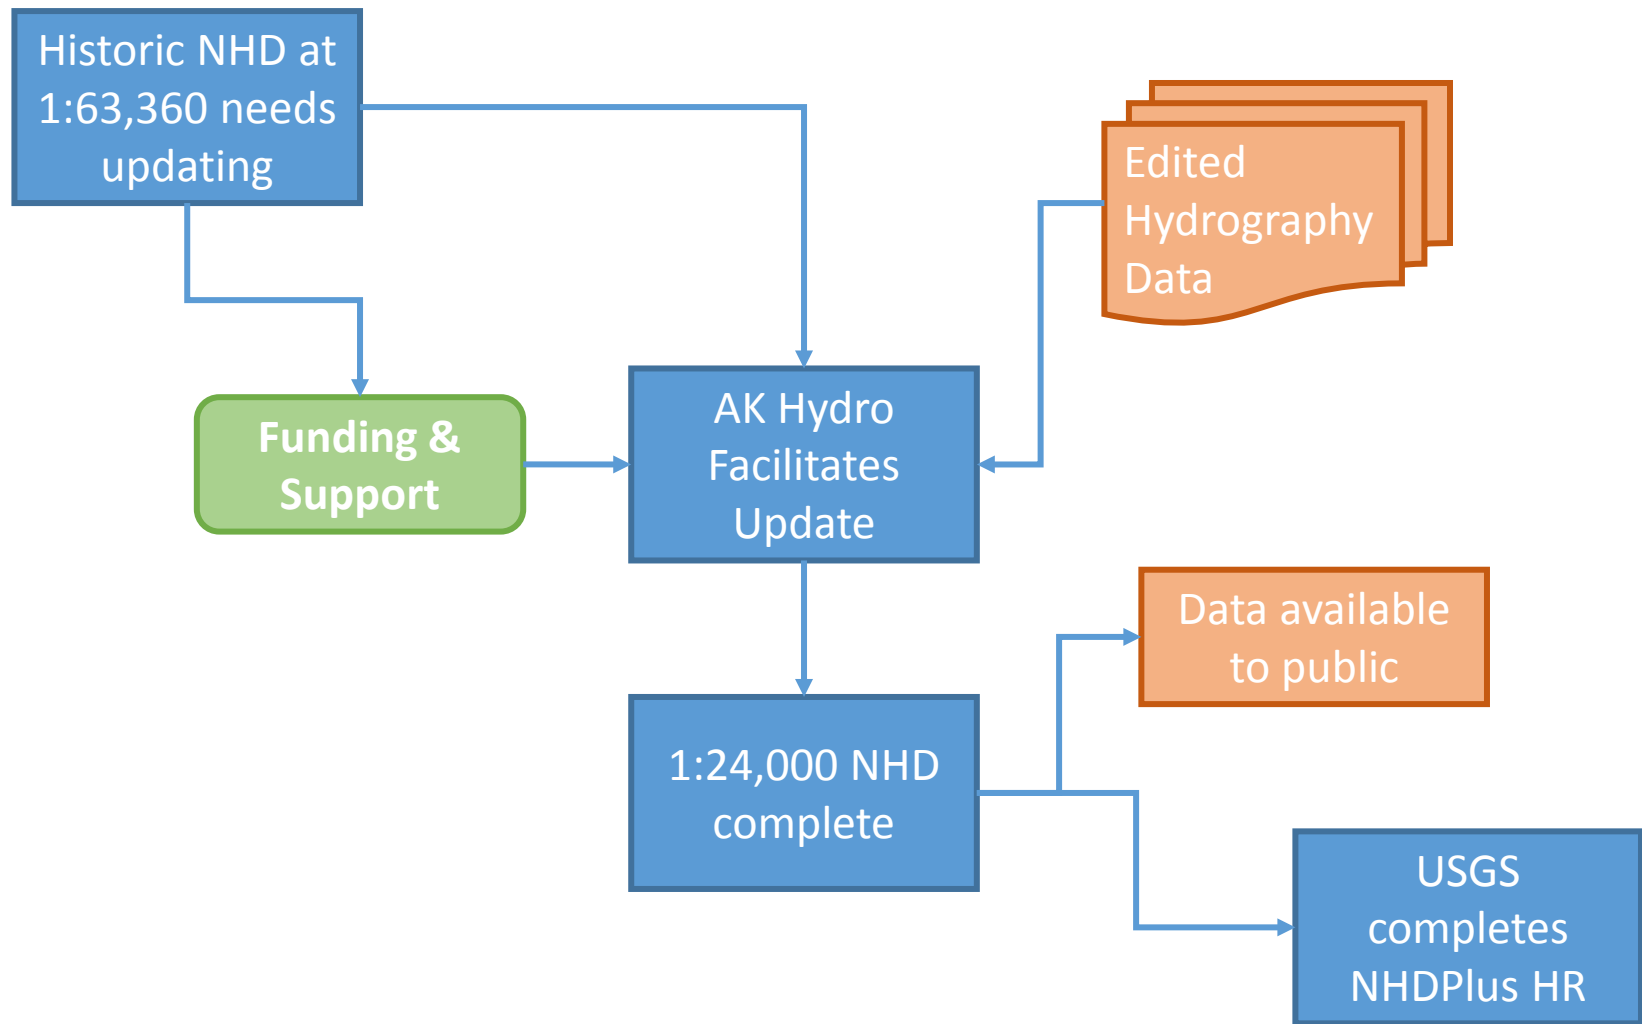 Historic NHD at
1:63,360 needs
updating
Edited
Hydrography
Data
Funding &
Support
AK Hydro
Facilitates
Update
Data available
to public
1:24,000 NHD
complete
USGS
completes
NHDPlus HR